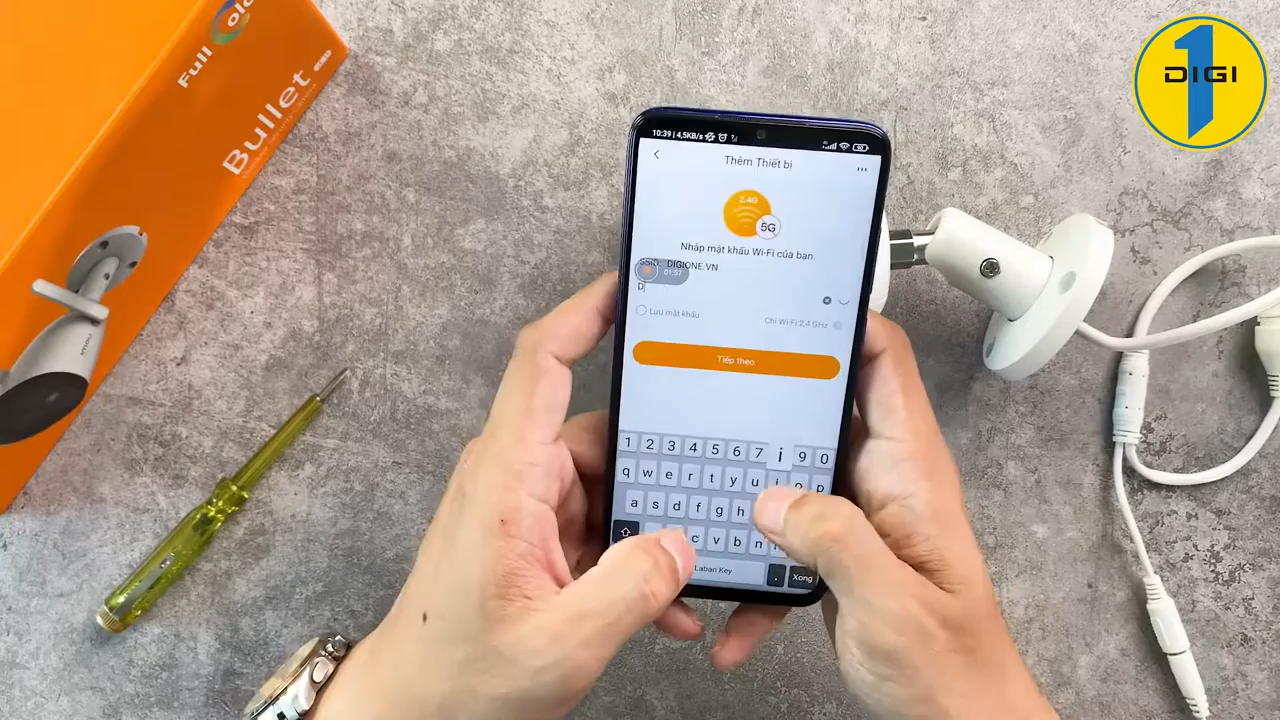 Full Color
Bullet
DIGI
1
10:39 | 4,5KB/s
Thêm Thiết bị
2.4G
5G
Nhập mật khẩu Wi-Fi của bạn.
SSID: DIGIONE.VN
01:57
D
Lưu mật khẩu
Chỉ Wi-Fi 2,4 GHz
Tiếp theo
1 2 3 4 5 6 7 i 9 0
q w e r t y u i o p
a s d f g h
c v b n
Laban Key . Xong